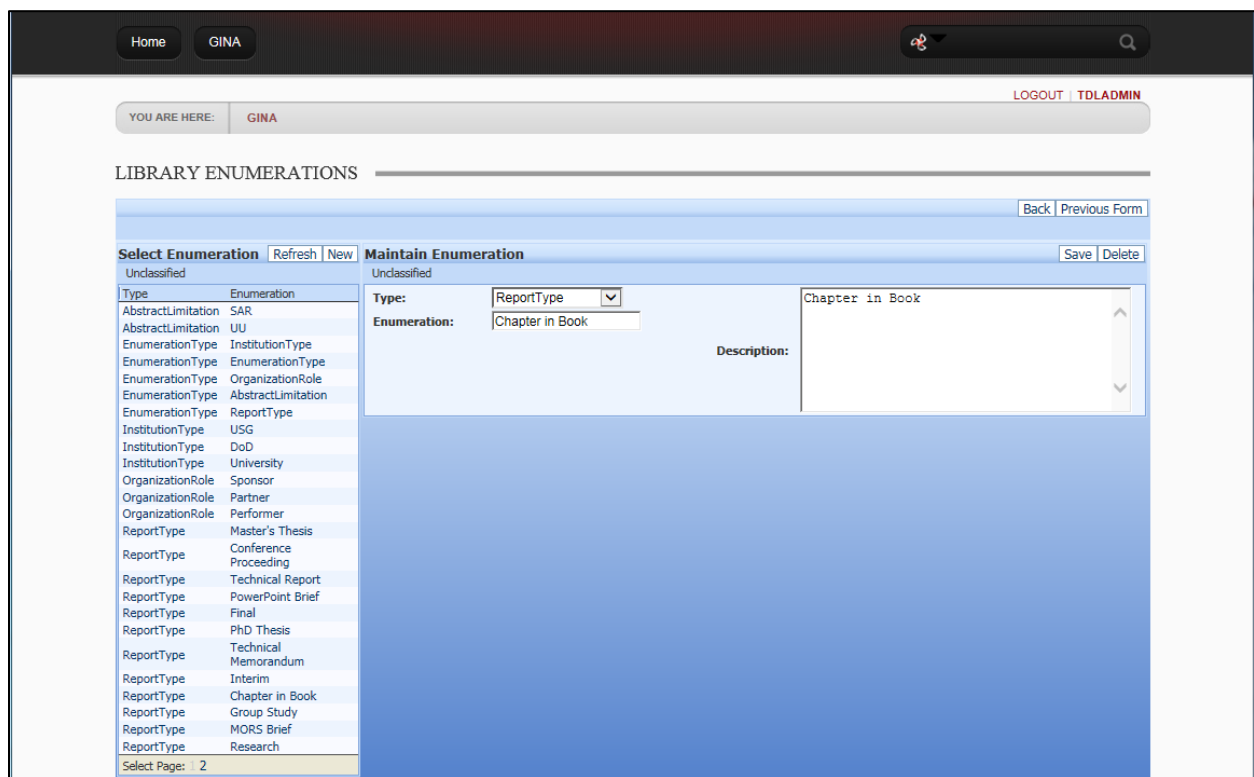 Home GINA
LOGOUT | TDLADMIN
YOU ARE HERE: GINA
LIBRARY ENUMERATIONS
Back Previous Form
Select Enumeration Refresh New Maintain Enumeration Save Delete
Unclassified Unclassified
Type Enumeration
AbstractLimitation SAR
AbstractLimitation UU
EnumerationType InstitutionType
EnumerationType EnumerationType
EnumerationType OrganizationRole
EnumerationType AbstractLimitation
EnumerationType ReportType
InstitutionType USG
InstitutionType DoD
InstitutionType University
OrganizationRole Sponsor
OrganizationRole Partner
OrganizationRole Performer
ReportType Master's Thesis
ReportType Conference
Proceeding
ReportType Technical Report
ReportType PowerPoint Brief
ReportType Final
ReportType PhD Thesis
ReportType Technical
Memorandum
ReportType Interim
ReportType Chapter in Book
ReportType Group Study
ReportType MORS Brief
ReportType Research
Select Page: 1 2
Type: ReportType
Enumeration: Chapter in Book
Description: Chapter in Book